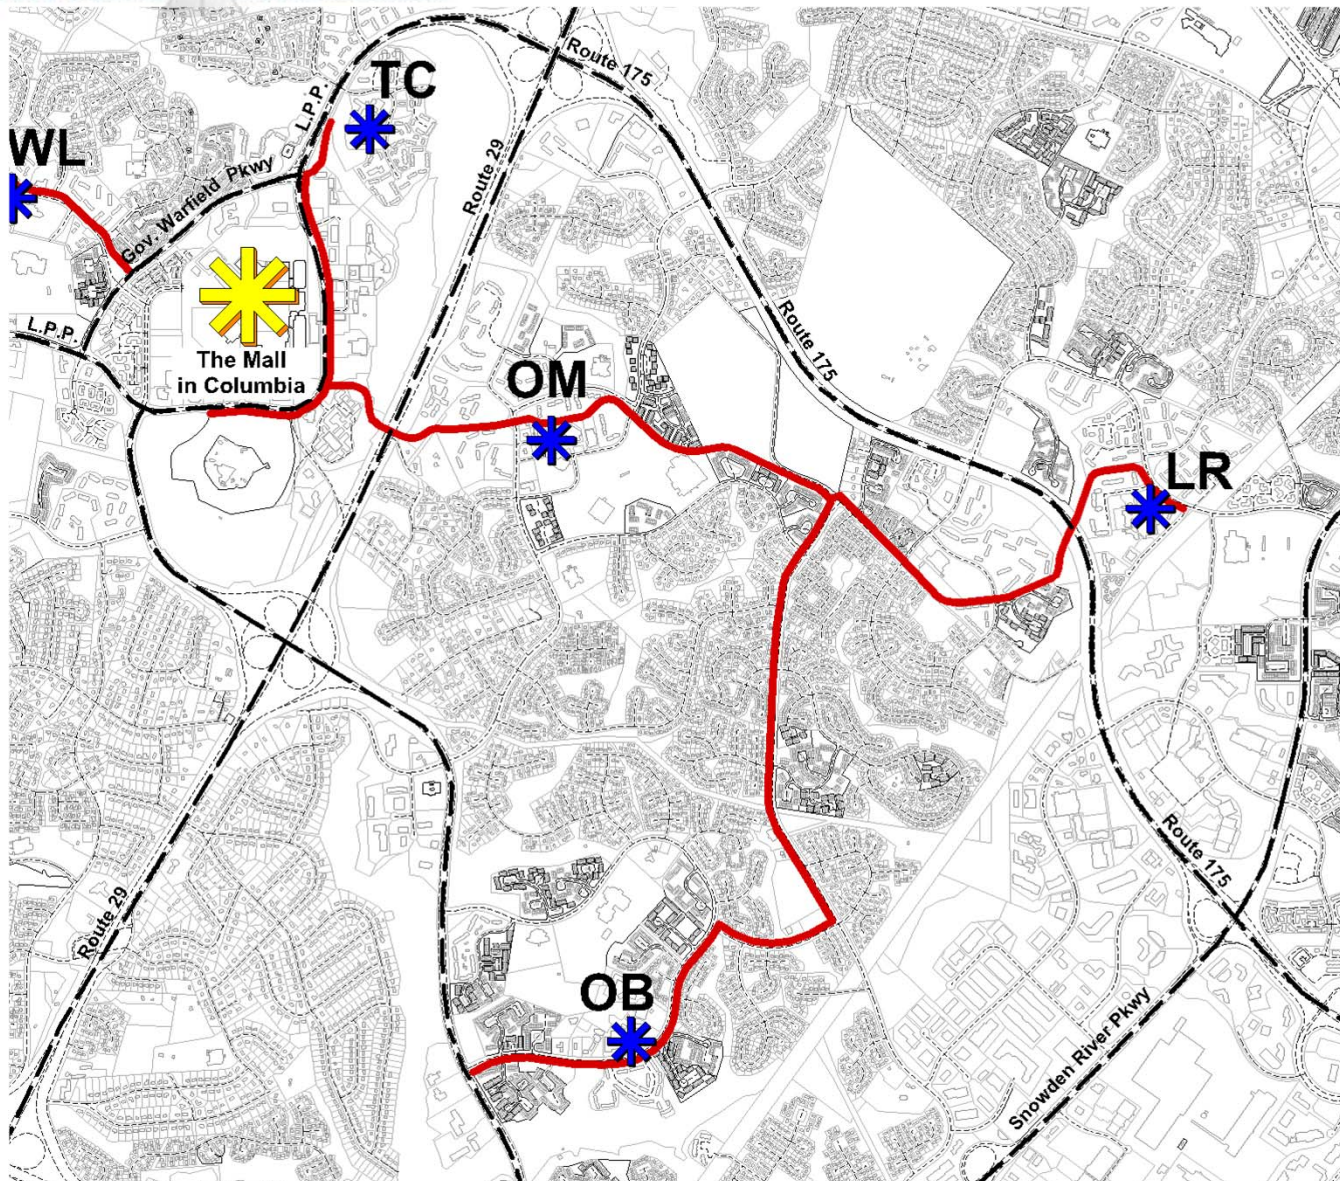 Route 175
TC
L.P.P.
WL
Route 29
Gov. Warfield Pkwy
Route 175
L.P.P.
The Mall
in Columbia
OM
LR
Route 175
Route 29
OB
Snowden River Pkwy